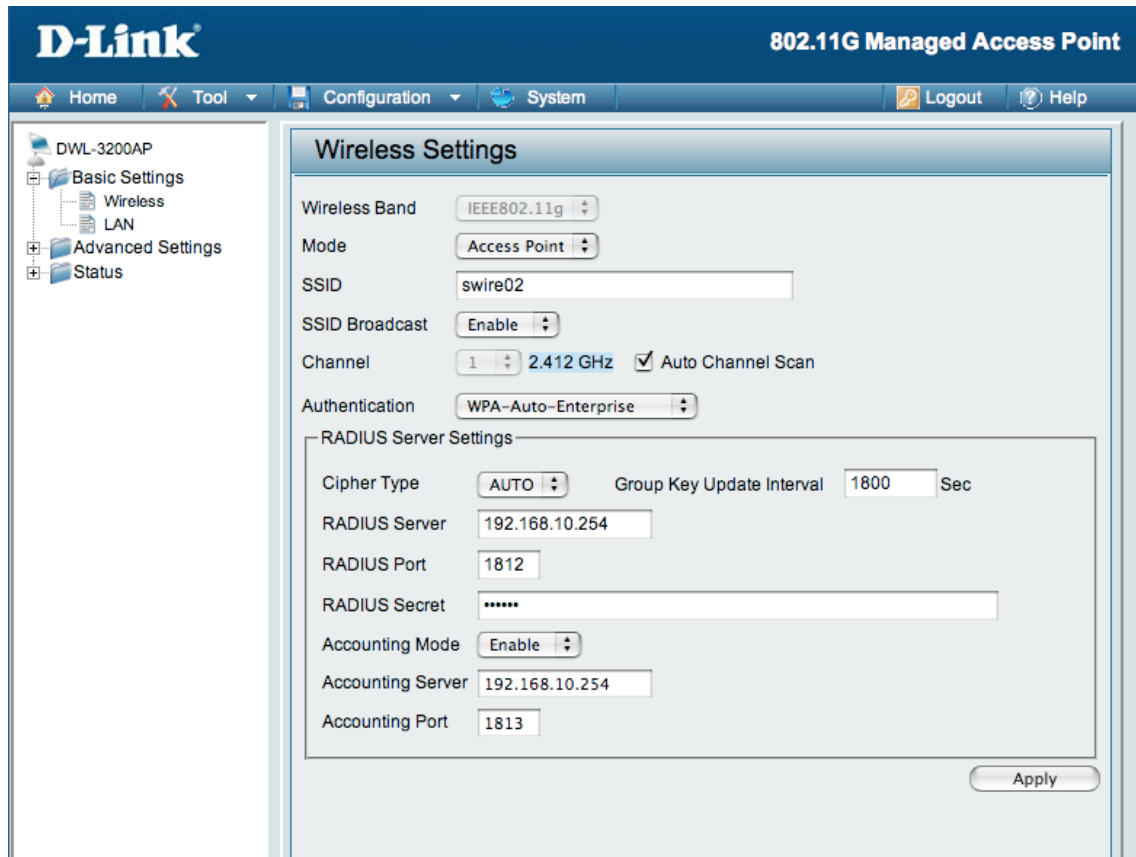 D-Link
802.11G Managed Access Point
Home Tool Configuration System Logout Help
DWL-3200AP
Basic Settings
Wireless
LAN
Advanced Settings
Status
Wireless Settings
Wireless Band IEEE802.11g
Mode Access Point
SSID swire02
SSID Broadcast Enable
Channel 1 2.412 GHz Auto Channel Scan
Authentication WPA-Auto-Enterprise
RADIUS Server Settings
Cipher Type AUTO Group Key Update Interval 1800 Sec
RADIUS Server 192.168.10.254
RADIUS Port 1812
RADIUS Secret ••••••
Accounting Mode Enable
Accounting Server 192.168.10.254
Accounting Port 1813
Apply